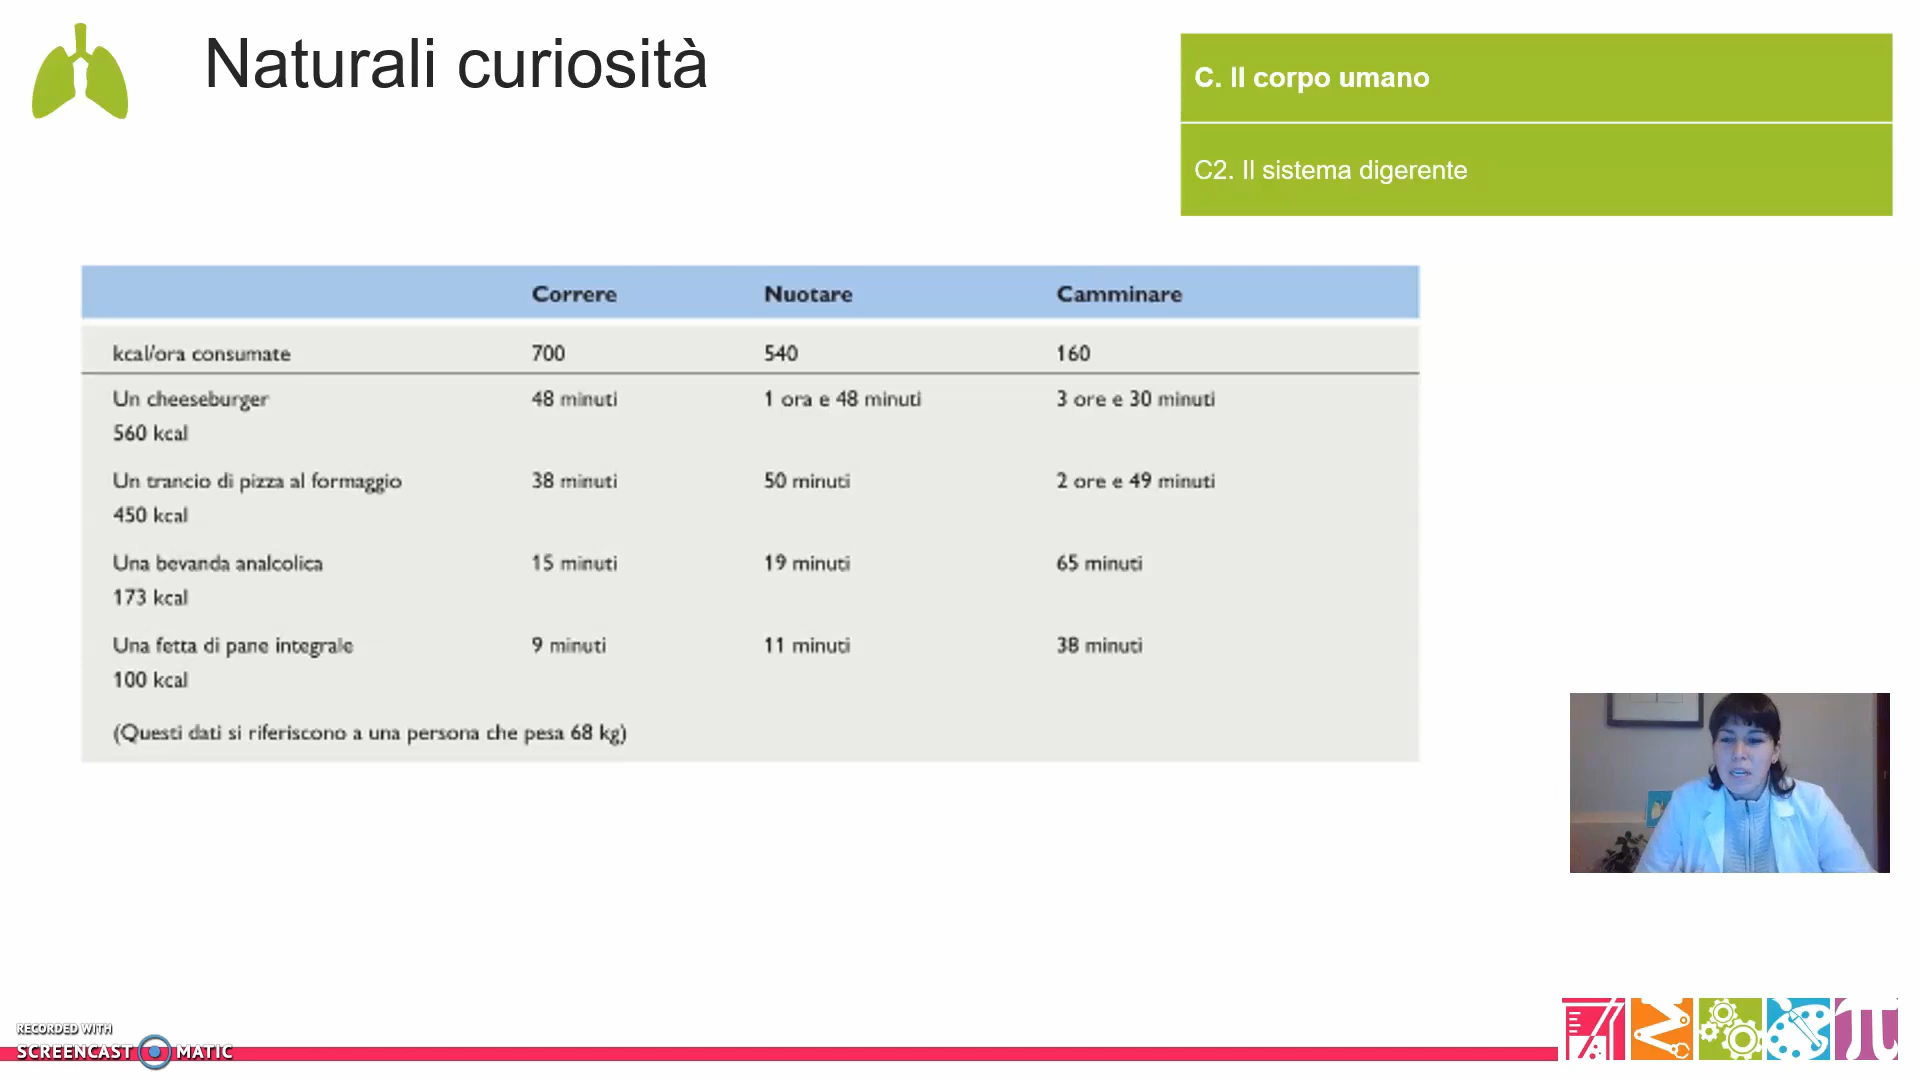 Naturali curiosità
C. Il corpo umano
C2. Il sistema digerente
Correre Nuotare Camminare
kcal/ora consumate 700 540 160
Un cheeseburger 48 minuti 1 ora e 48 minuti 3 ore e 30 minuti
560 kcal
Un trancio di pizza al formaggio 38 minuti 50 minuti 2 ore e 49 minuti
450 kcal
Una bevanda analcolica 15 minuti 19 minuti 65 minuti
173 kcal
Una fetta di pane integrale 9 minuti 11 minuti 38 minuti
100 kcal
(Questi dati si riferiscono a una persona che pesa 68 kg)
RECORDED WITH
SCREENCAST MATIC